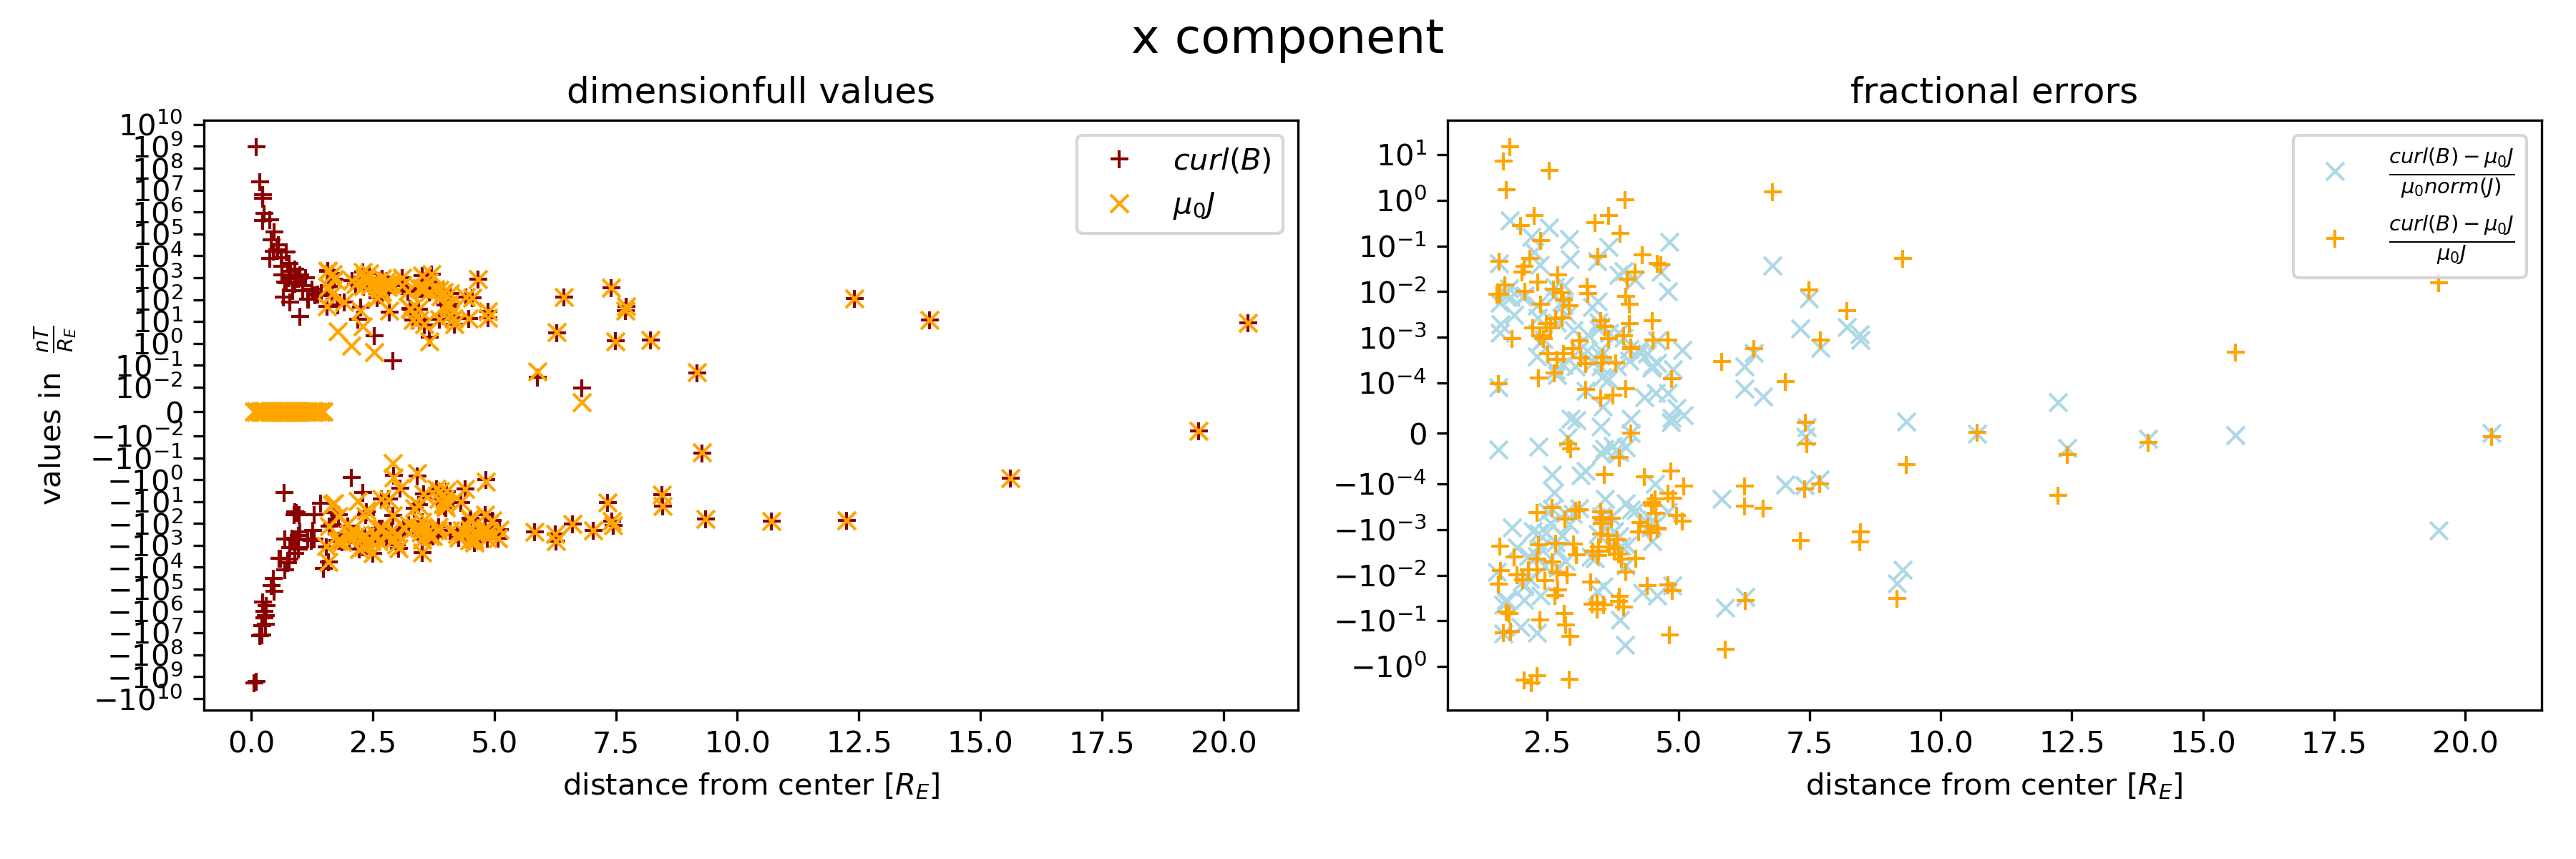 x component
dimensionfull values
10^10
10^9
10^8
10^7
10^6
10^5
10^4
10^3
10^2
10^1
10^0
10^-1
10^-2
0
−10^-2
−10^-1
−10^0
−10^1
−10^2
−10^3
−10^4
−10^5
−10^6
−10^7
−10^8
−10^9
−10^10
values in nT/R_E
curl(B)
μ_0J
0.0 2.5 5.0 7.5 10.0 12.5 15.0 17.5 20.0
distance from center [R_E]
fractional errors
10^1
10^0
10^-1
10^-2
10^-3
10^-4
0
−10^-4
−10^-3
−10^-2
−10^-1
−10^0
curl(B) − μ_0J
μ_0norm(J)
curl(B) − μ_0J
μ_0J
2.5 5.0 7.5 10.0 12.5 15.0 17.5 20.0
distance from center [R_E]